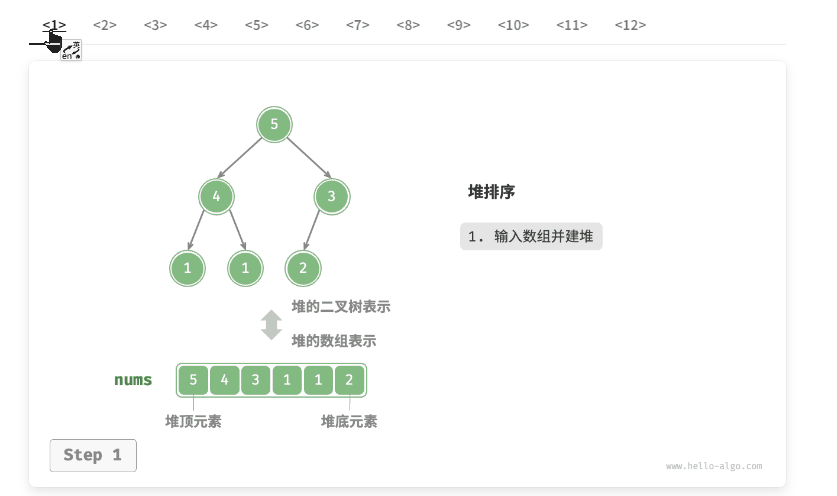 <1> <2> <3> <4> <5> <6> <7> <8> <9> <10> <11> <12>
英
en
5
4 3
1 1 2
堆排序
1. 输入数组并建堆
堆的二叉树表示
堆的数组表示
nums 5 4 3 1 1 2
堆顶元素 堆底元素
Step 1
www.hello-algo.com